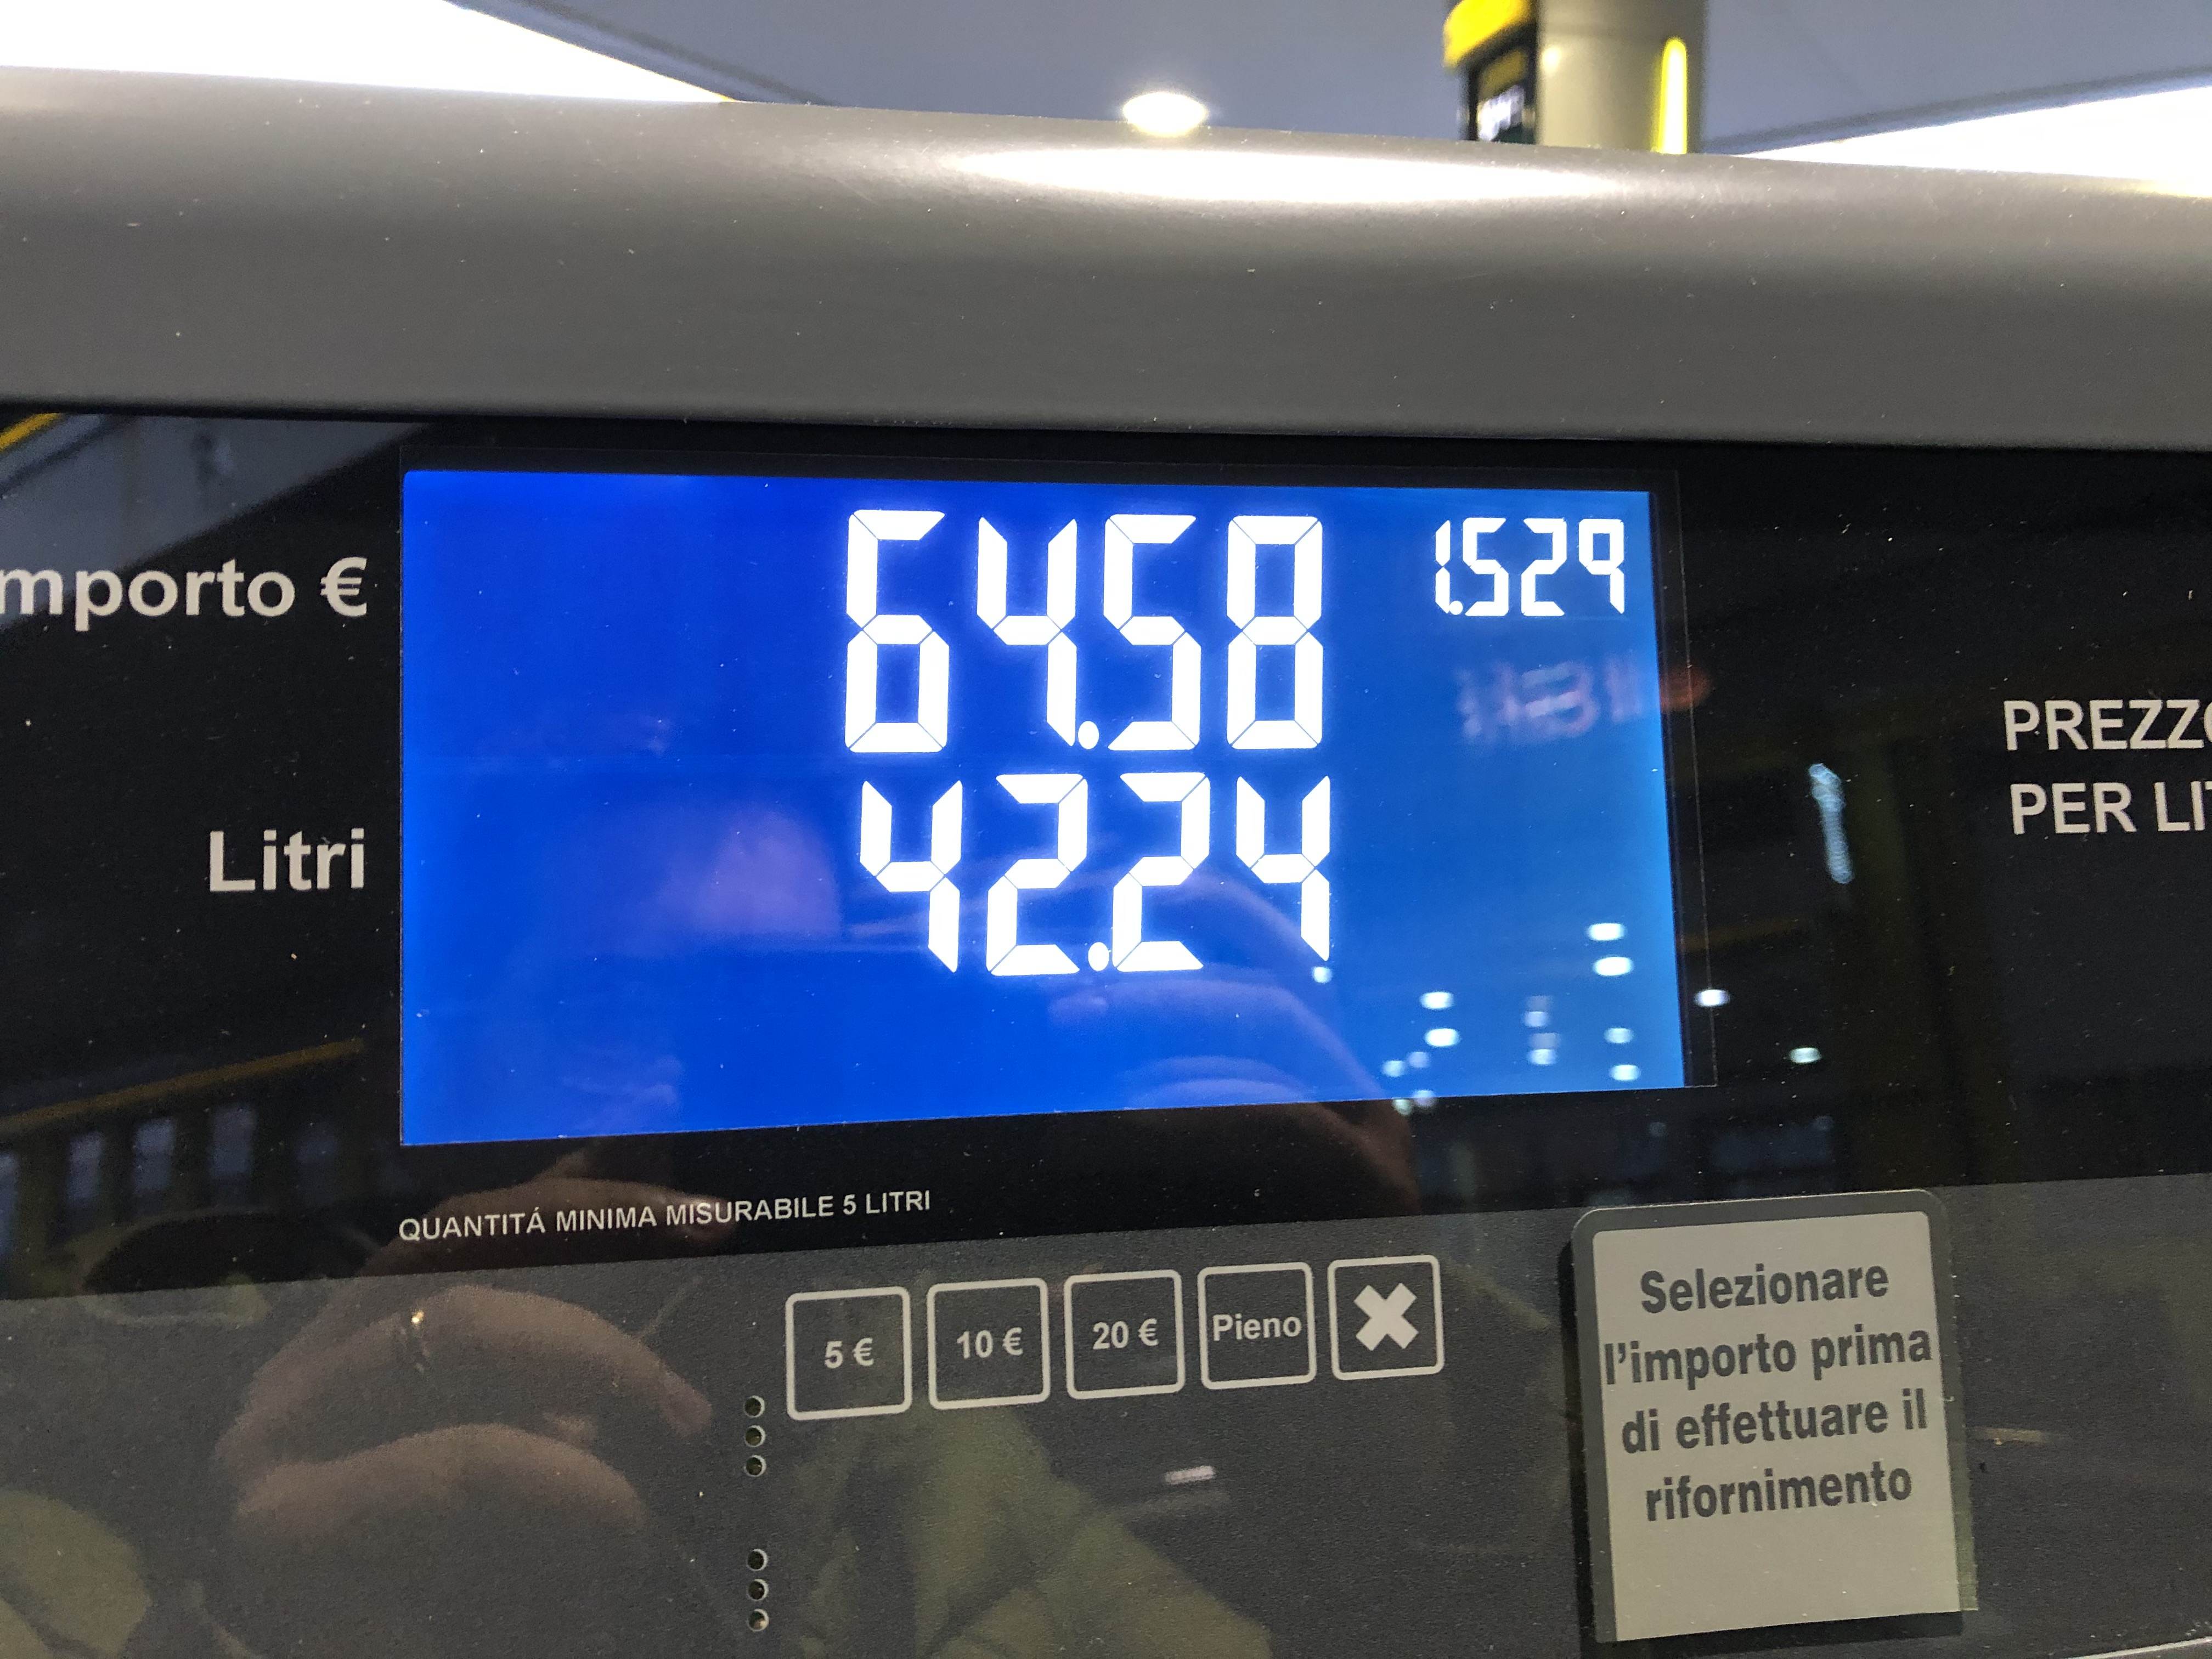 mporto €
64.58
1.529
Litri
42.24
PREZZO
PER LIT
QUANTITÁ MINIMA MISURABILE 5 LITRI
5 €
10 €
20 €
Pieno
Selezionare
l'importo prima
di effettuare il
rifornimento